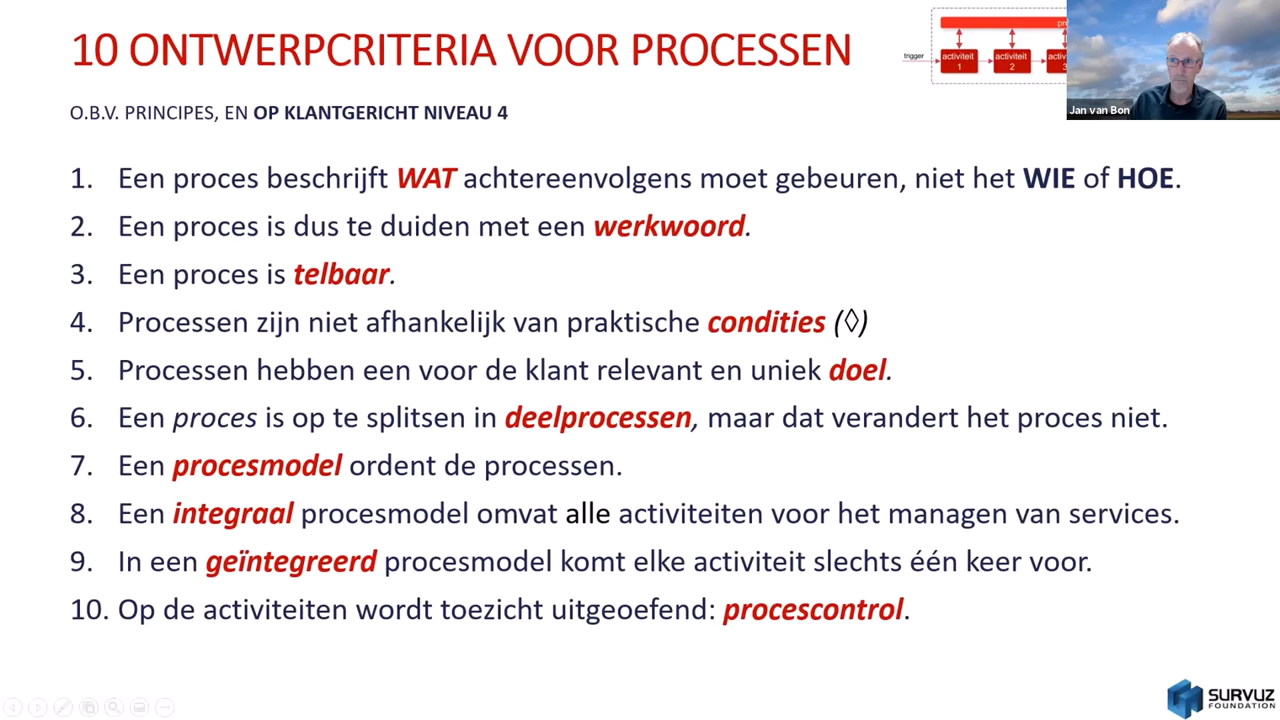 10 ONTWERPCRITERIA VOOR PROCESSEN
trigger
activiteit
1
activiteit
2
Jan van Bon
O.B.V. PRINCIPES, EN OP KLANTGERICHT NIVEAU 4
1. Een proces beschrijft WAT achtereenvolgens moet gebeuren, niet het WIE of HOE.
2. Een proces is dus te duiden met een werkwoord.
3. Een proces is telbaar.
4. Processen zijn niet afhankelijk van praktische condities (◊)
5. Processen hebben een voor de klant relevant en uniek doel.
6. Een proces is op te splitsen in deelprocessen, maar dat verandert het proces niet.
7. Een procesmodel ordent de processen.
8. Een integraal procesmodel omvat alle activiteiten voor het managen van services.
9. In een geïntegreerd procesmodel komt elke activiteit slechts één keer voor.
10. Op de activiteiten wordt toezicht uitgeoefend: procescontrol.
SURVUZ
FOUNDATION